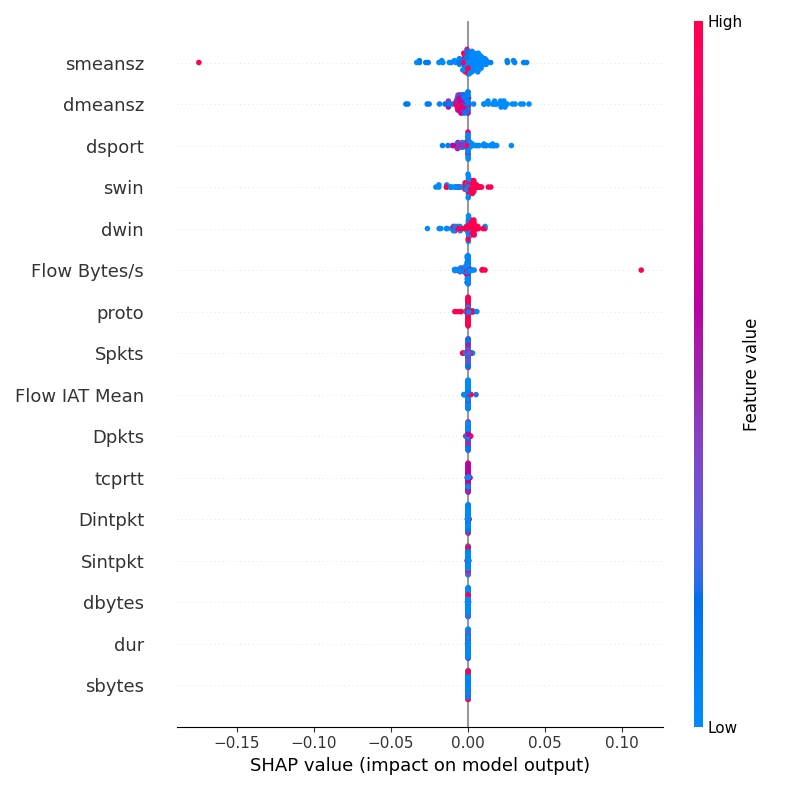 High
smeansz
dmeansz
dsport
swin
dwin
Flow Bytes/s
proto
Spkts
Flow IAT Mean
Dpkts
tcprtt
Dintpkt
Sintpkt
dbytes
dur
sbytes
Feature value
Low
−0.15 −0.10 −0.05 0.00 0.05 0.10
SHAP value (impact on model output)